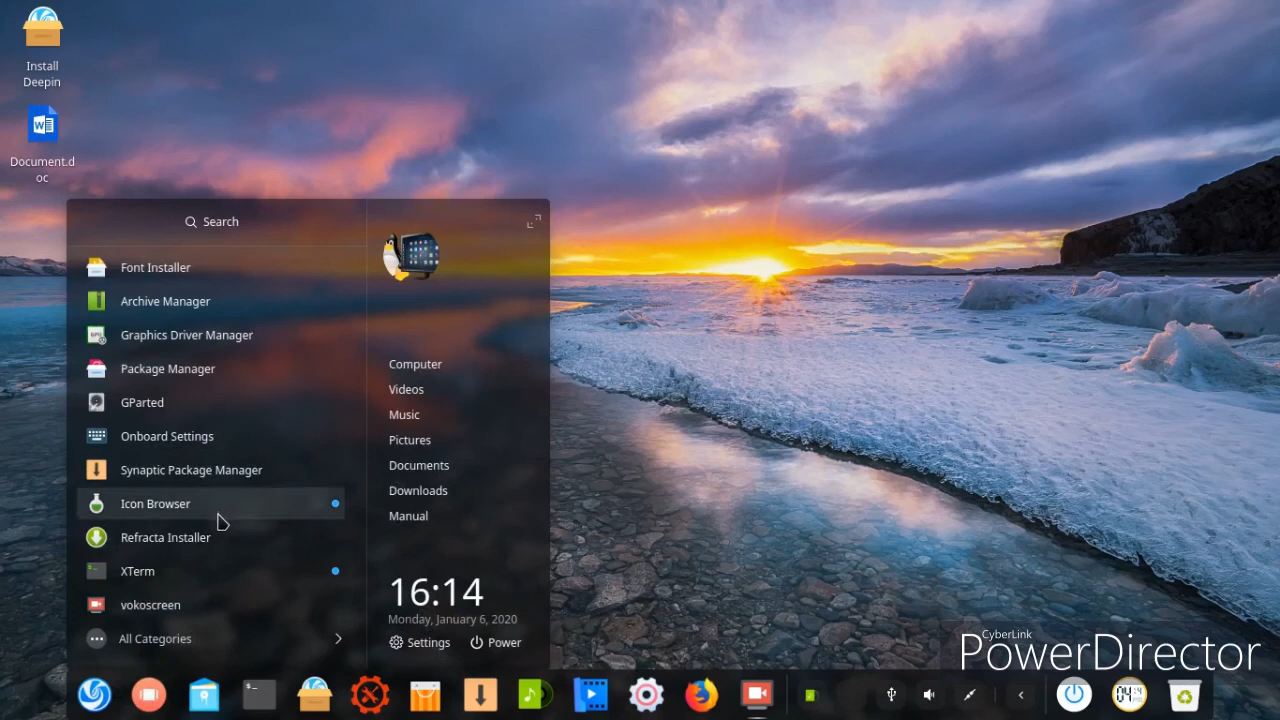 Install
Deepin
Document.d
oc
Search
Font Installer
Archive Manager
Graphics Driver Manager
Package Manager
GParted
Onboard Settings
Synaptic Package Manager
Icon Browser
Refracta Installer
XTerm
vokoscreen
All Categories
Computer
Videos
Music
Pictures
Documents
Downloads
Manual
16:14
Monday, January 6, 2020
Settings
Power
CyberLink
PowerDirector